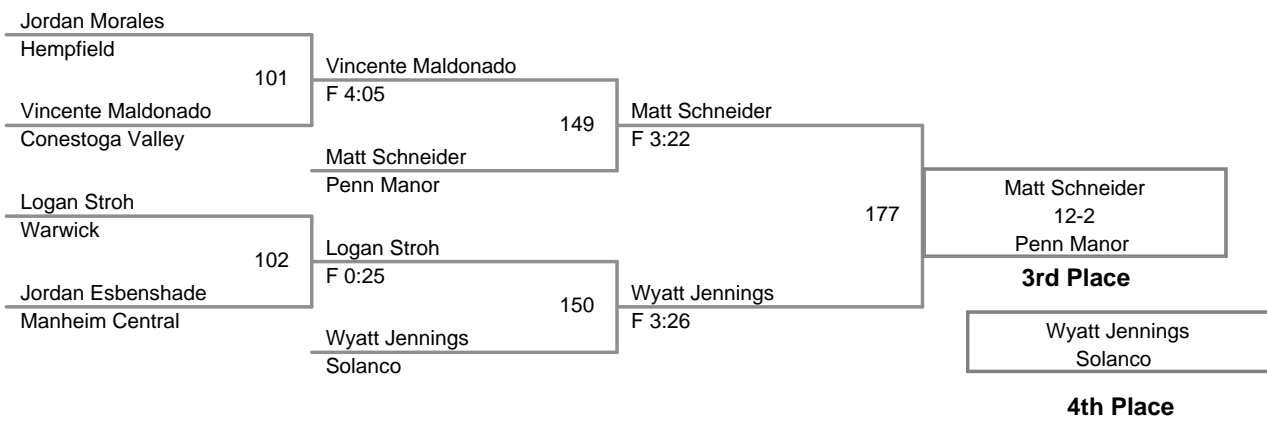 Jordan Morales
Hempfield
101
Vincente Maldonado
Conestoga Valley
Logan Stroh
Warwick
102
Jordan Esbenshade
Manheim Central
Vincente Maldonado
F 4:05
149
Matt Schneider
Penn Manor
Logan Stroh
F 0:25
150
Wyatt Jennings
Solanco
Matt Schneider
F 3:22
177
Wyatt Jennings
F 3:26
Matt Schneider
12-2
Penn Manor
3rd Place
Wyatt Jennings
Solanco
4th Place